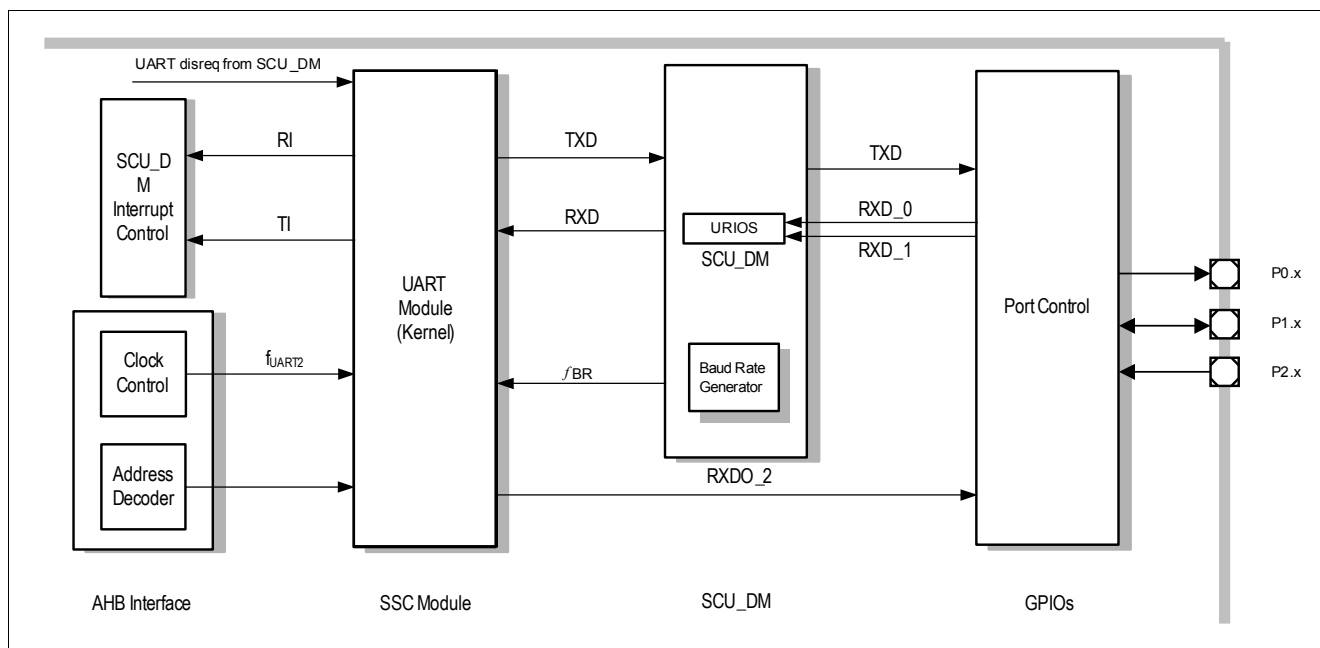 UART disreq from SCU_DM
SCU_D
M
Interrupt
Control
RI
TI
Clock
Control
fUART2
Address
Decoder
AHB Interface
UART
Module
(Kernel)
SSC Module
TXD
RXD
fBR
RXDO_2
URIOS
SCU_DM
Baud Rate
Generator
SCU_DM
TXD
RXD_0
RXD_1
Port Control
GPIOs
P0.x
P1.x
P2.x